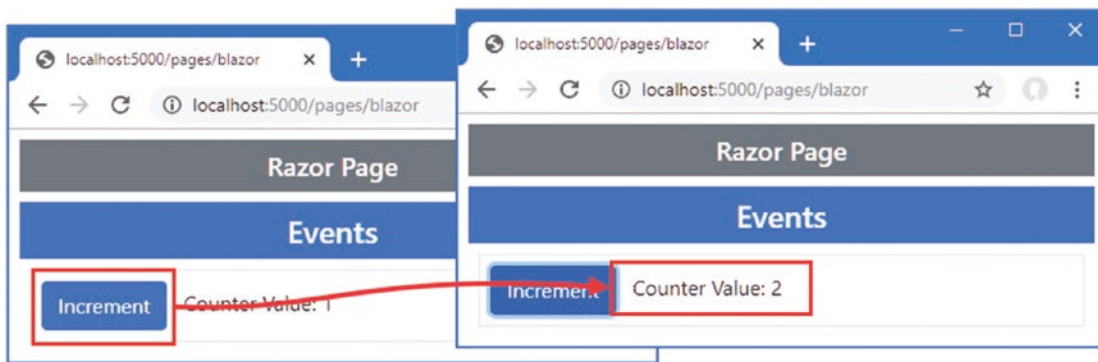 localhost:5000/pages/blazor
localhost:5000/pages/blazor
Razor Page
Events
Increment
Counter Value: 1
localhost:5000/pages/blazor
localhost:5000/pages/blazor
Razor Page
Events
Increment
Counter Value: 2